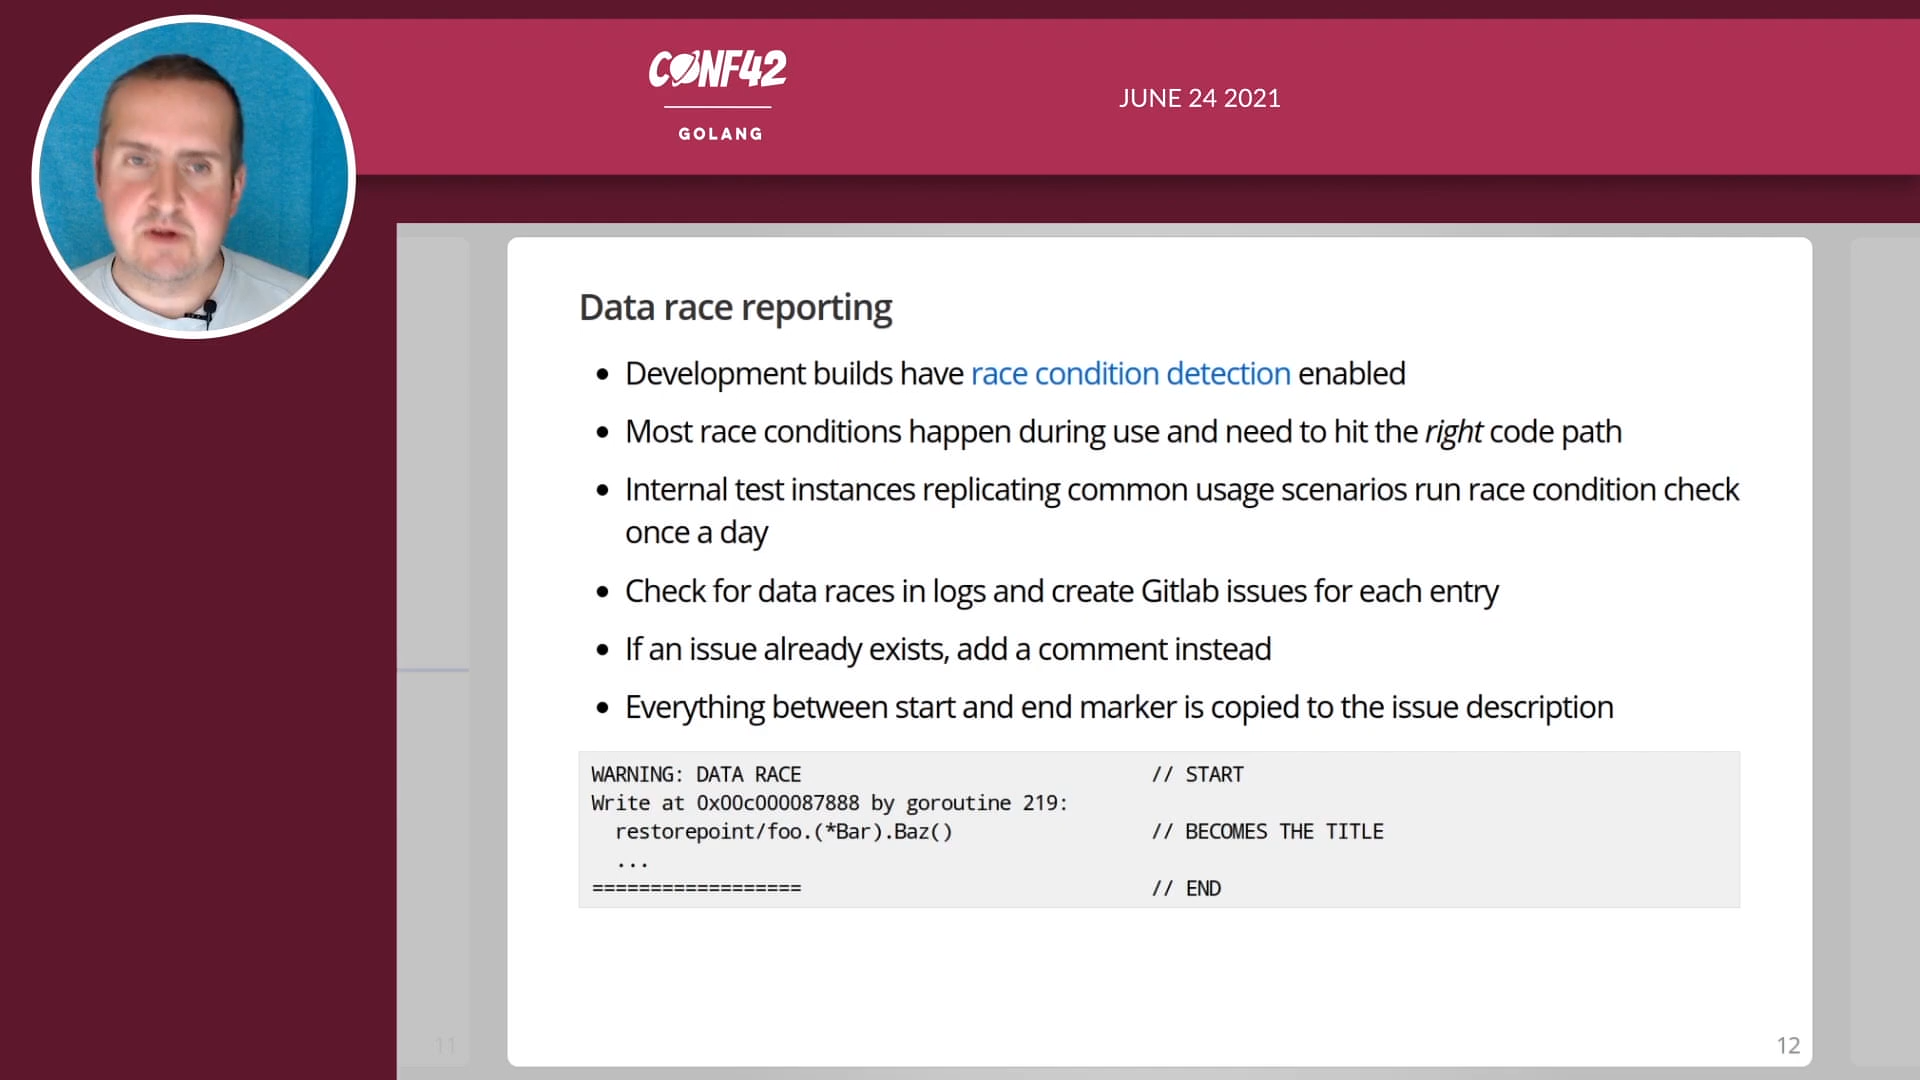 CONF42
GOLANG
JUNE 24 2021
Data race reporting
• Development builds have race condition detection enabled
• Most race conditions happen during use and need to hit the right code path
• Internal test instances replicating common usage scenarios run race condition check
once a day
• Check for data races in logs and create Gitlab issues for each entry
• If an issue already exists, add a comment instead
• Everything between start and end marker is copied to the issue description
WARNING: DATA RACE // START
Write at 0x00c000087888 by goroutine 219:
restorepoint/foo.(*Bar).Baz() // BECOMES THE TITLE
...
================== // END
11
12